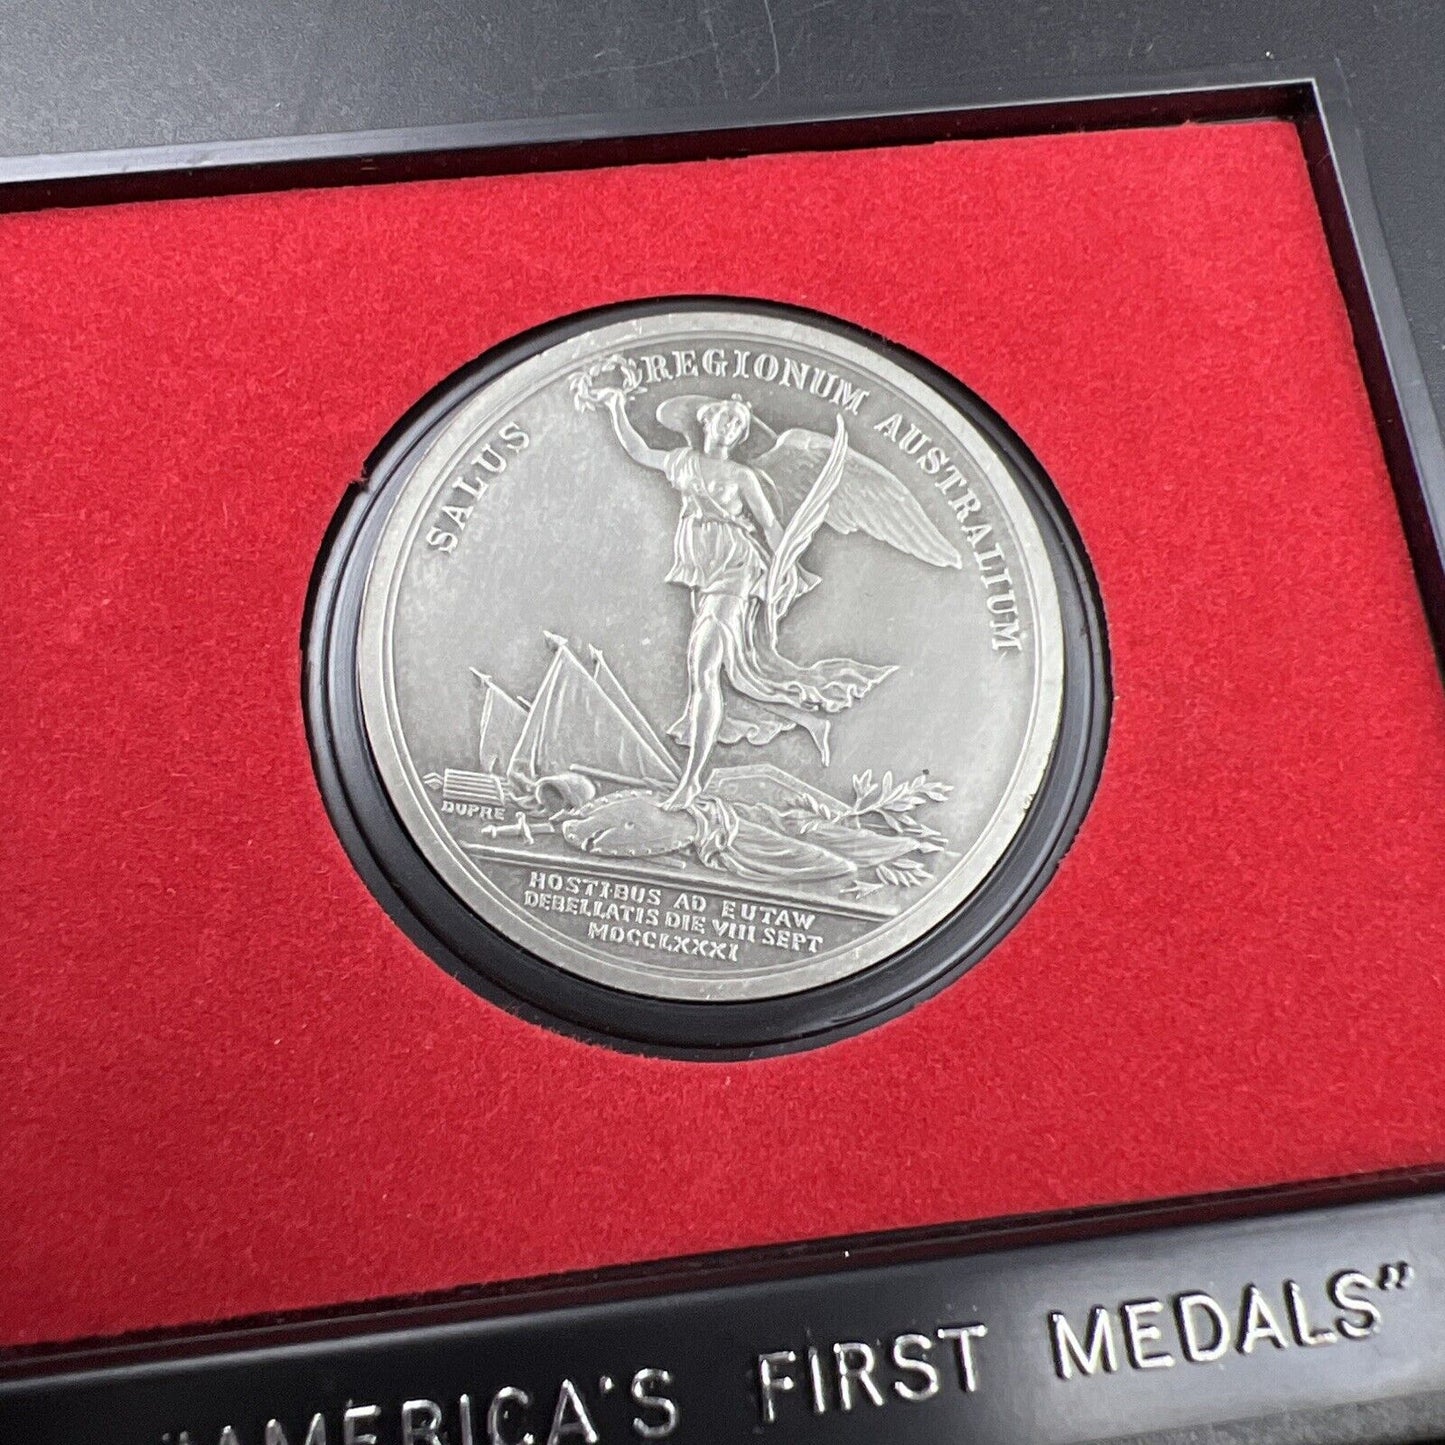 SALUS REGIONUM AUSTRALIUM
DUPRE
HOSTIBUS AD EUTAW
DEBELLATIS DIE VIII SEPT
MDCCLXXXI
"AMERICA'S FIRST MEDALS"